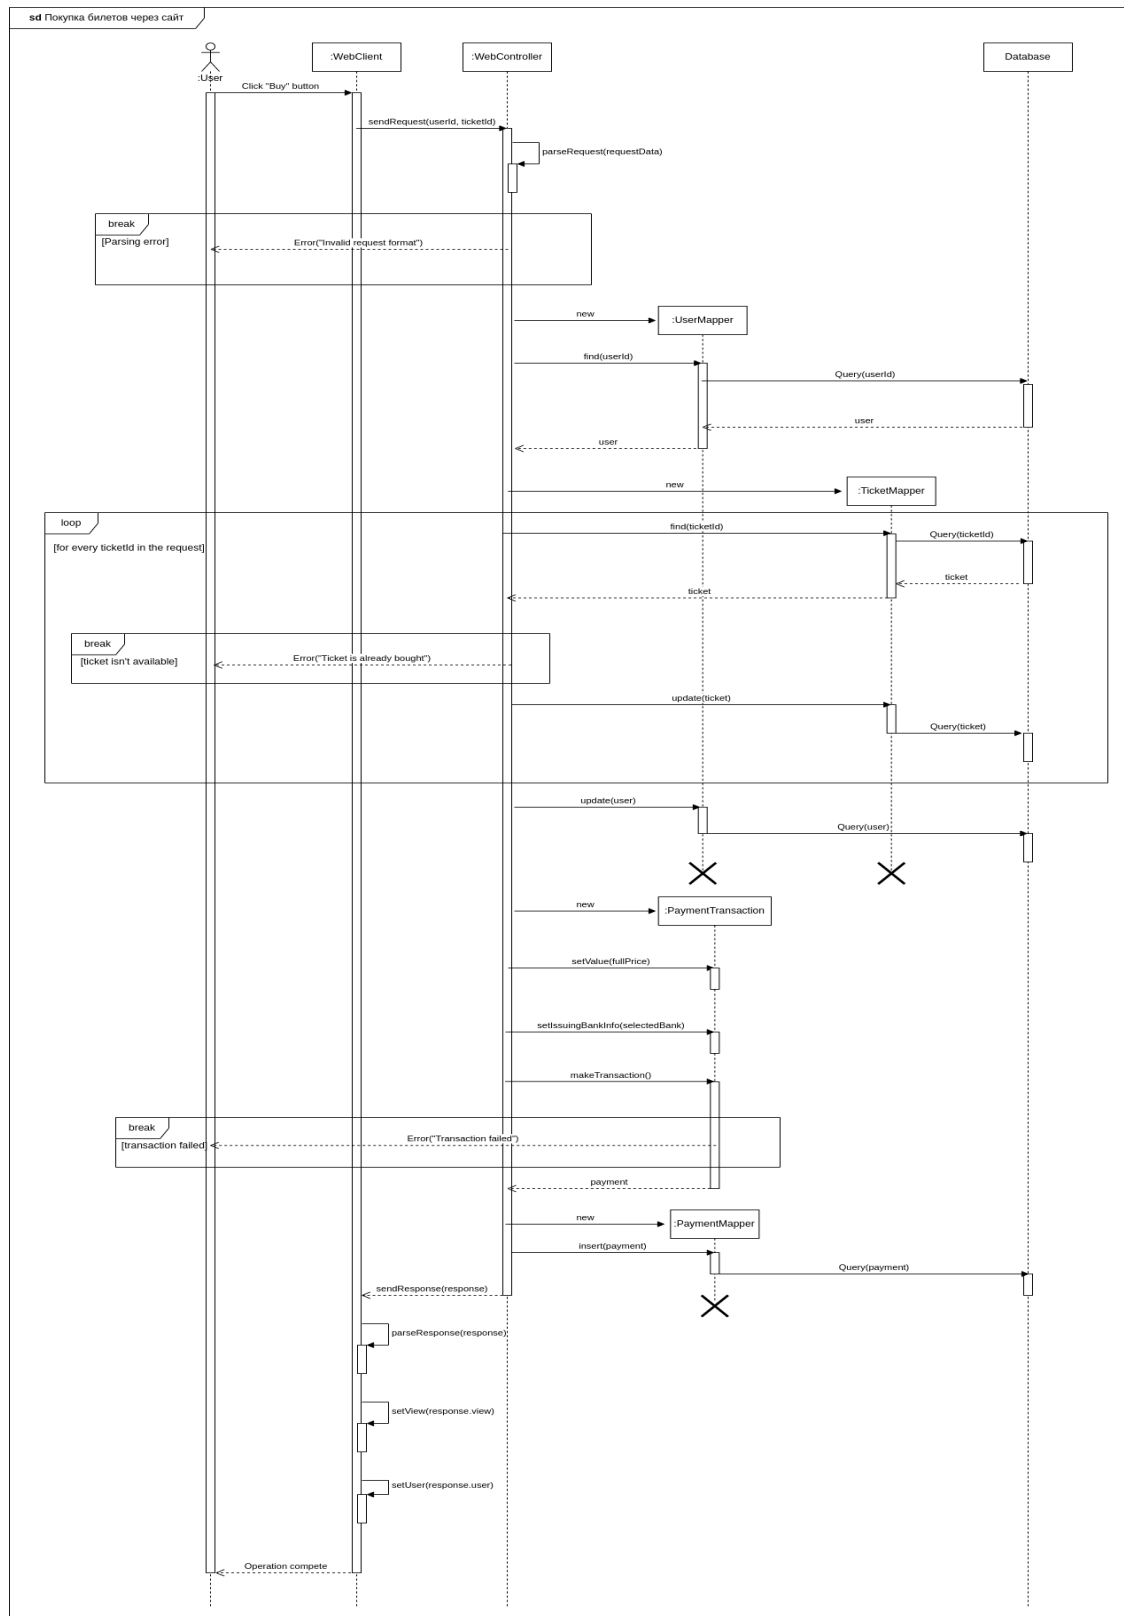 sd Покупка билетов через сайт
:User
:WebClient
:WebController
Database
Click "Buy" button
sendRequest(userId, ticketId)
parseRequest(requestData)
break
[Parsing error]
Error("Invalid request format")
new
:UserMapper
find(userId)
Query(userId)
user
user
new
:TicketMapper
loop
[for every ticketId in the request]
find(ticketId)
Query(ticketId)
ticket
ticket
break
[ticket isn't available]
Error("Ticket is already bought")
update(ticket)
Query(ticket)
update(user)
Query(user)
new
:PaymentTransaction
setValue(fullPrice)
setIssuingBankInfo(selectedBank)
makeTransaction()
break
[transaction failed]
Error("Transaction failed")
payment
new
:PaymentMapper
insert(payment)
Query(payment)
sendResponse(response)
parseResponse(response)
setView(response.view)
setUser(response.user)
Operation compete